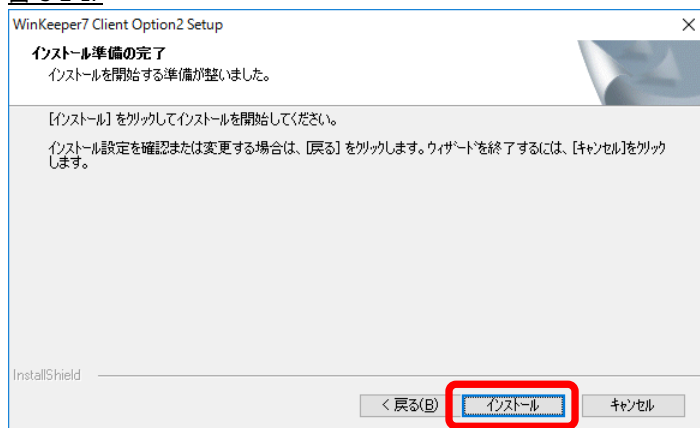 WinKeeper7 Client Option2 Setup
インストール準備の完了
インストールを開始する準備が整いました。
[インストール] をクリックしてインストールを開始してください。
インストール設定を確認または変更する場合は、[戻る] をクリックします。ウィザードを終了するには、[キャンセル]をクリック
します。
InstallShield
< 戻る(B)
インストール
キャンセル